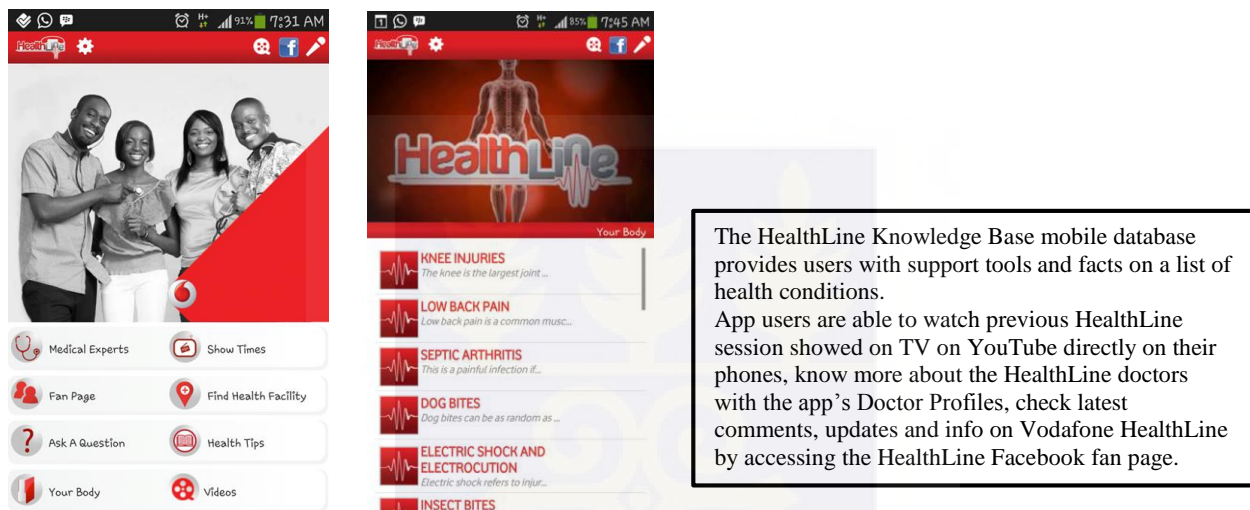 91% 7:31 AM
HealthLine
Medical Experts
Show Times
Fan Page
Find Health Facility
Ask A Question
Health Tips
Your Body
Videos
85% 7:45 AM
HealthLine
HealthLine
Your Body
KNEE INJURIES
The knee is the largest joint ...
LOW BACK PAIN
Low back pain is a common musc...
SEPTIC ARTHRITIS
This is a painful infection if...
DOG BITES
Dog bites can be as random as ...
ELECTRIC SHOCK AND
ELECTROCUTION
Electric shock refers to injur...
INSECT BITES
The HealthLine Knowledge Base mobile database
provides users with support tools and facts on a list of
health conditions.
App users are able to watch previous HealthLine
session showed on TV on YouTube directly on their
phones, know more about the HealthLine doctors
with the app’s Doctor Profiles, check latest
comments, updates and info on Vodafone HealthLine
by accessing the HealthLine Facebook fan page.